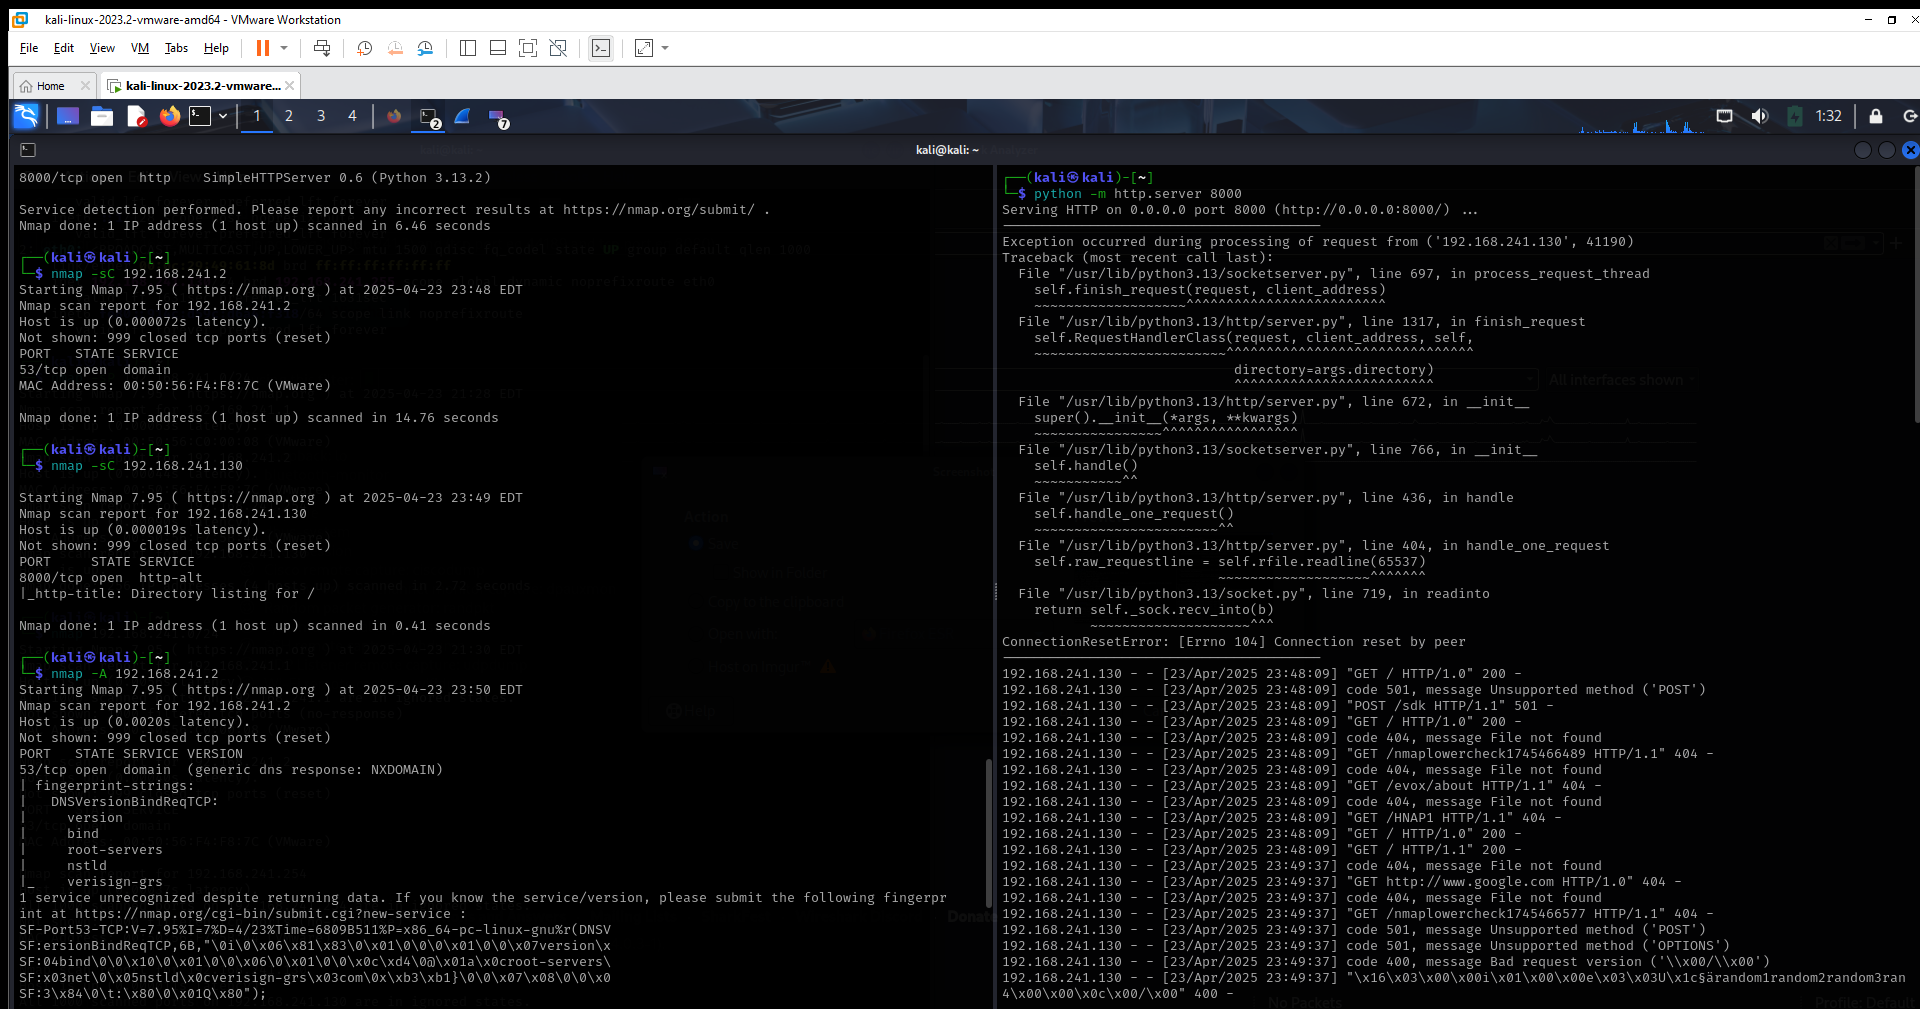 kali-linux-2023.2-vmware-amd64 - VMware Workstation
File Edit View VM Tabs Help
Home
kali-linux-2023.2-vmware...
1 2 3 4
2
7
1:32
kali@kali: ~
8000/tcp open  http    SimpleHTTPServer 0.6 (Python 3.13.2)
Service detection performed. Please report any incorrect results at https://nmap.org/submit/ .
Nmap done: 1 IP address (1 host up) scanned in 6.46 seconds
┌──(kali㉿kali)-[~]
└─$ nmap -sC 192.168.241.2
Starting Nmap 7.95 ( https://nmap.org ) at 2025-04-23 23:48 EDT
Nmap scan report for 192.168.241.2
Host is up (0.000072s latency).
Not shown: 999 closed tcp ports (reset)
PORT   STATE SERVICE
53/tcp open  domain
MAC Address: 00:50:56:F4:F8:7C (VMware)
Nmap done: 1 IP address (1 host up) scanned in 14.76 seconds
┌──(kali㉿kali)-[~]
└─$ nmap -sC 192.168.241.130
Starting Nmap 7.95 ( https://nmap.org ) at 2025-04-23 23:49 EDT
Nmap scan report for 192.168.241.130
Host is up (0.000019s latency).
Not shown: 999 closed tcp ports (reset)
PORT     STATE SERVICE
8000/tcp open  http-alt
|_http-title: Directory listing for /
Nmap done: 1 IP address (1 host up) scanned in 0.41 seconds
┌──(kali㉿kali)-[~]
└─$ nmap -A 192.168.241.2
Starting Nmap 7.95 ( https://nmap.org ) at 2025-04-23 23:50 EDT
Nmap scan report for 192.168.241.2
Host is up (0.0020s latency).
Not shown: 999 closed tcp ports (reset)
PORT   STATE SERVICE VERSION
53/tcp open  domain  (generic dns response: NXDOMAIN)
| fingerprint-strings:
|   DNSVersionBindReqTCP:
|     version
|     bind
|     root-servers
|     nstld
|_    verisign-grs
1 service unrecognized despite returning data. If you know the service/version, please submit the following fingerpr
int at https://nmap.org/cgi-bin/submit.cgi?new-service :
SF-Port53-TCP:V=7.95%I=7%D=4/23%Time=6809B511%P=x86_64-pc-linux-gnu%r(DNSV
SF:ersionBindReqTCP,6B,"\0i\0\x06\x81\x83\0\x01\0\0\0\x01\0\0\x07version\x
SF:04bind\0\0\x10\0\x01\0\0\x06\0\x01\0\0\x0c\xd4\0@\x01a\x0croot-servers\
SF:x03net\0\x05nstld\x0cverisign-grs\x03com\0x\xb3\xb1}\0\0\x07\x08\0\0\x0
SF:3\x84\0\t:\x80\0\x01Q\x80");
┌──(kali㉿kali)-[~]
└─$ python -m http.server 8000
Serving HTTP on 0.0.0.0 port 8000 (http://0.0.0.0:8000/) ...
----------------------------------------
Exception occurred during processing of request from ('192.168.241.130', 41190)
Traceback (most recent call last):
  File "/usr/lib/python3.13/socketserver.py", line 697, in process_request_thread
    self.finish_request(request, client_address)
    ~~~~~~~~~~~~~~~~~~~^^^^^^^^^^^^^^^^^^^^^^^^^
  File "/usr/lib/python3.13/http/server.py", line 1317, in finish_request
    self.RequestHandlerClass(request, client_address, self,
    ~~~~~~~~~~~~~~~~~~~~~~~~^^^^^^^^^^^^^^^^^^^^^^^^^^^^^^^
                             directory=args.directory)
                             ^^^^^^^^^^^^^^^^^^^^^^^^^
  File "/usr/lib/python3.13/http/server.py", line 672, in __init__
    super().__init__(*args, **kwargs)
    ~~~~~~~~~~~~~~~~^^^^^^^^^^^^^^^^^
  File "/usr/lib/python3.13/socketserver.py", line 766, in __init__
    self.handle()
    ~~~~~~~~~~~^^
  File "/usr/lib/python3.13/http/server.py", line 436, in handle
    self.handle_one_request()
    ~~~~~~~~~~~~~~~~~~~~~~~^^
  File "/usr/lib/python3.13/http/server.py", line 404, in handle_one_request
    self.raw_requestline = self.rfile.readline(65537)
                           ~~~~~~~~~~~~~~~~~~~^^^^^^^
  File "/usr/lib/python3.13/socket.py", line 719, in readinto
    return self._sock.recv_into(b)
           ~~~~~~~~~~~~~~~~~~~~^^^
ConnectionResetError: [Errno 104] Connection reset by peer
----------------------------------------
192.168.241.130 - - [23/Apr/2025 23:48:09] "GET / HTTP/1.0" 200 -
192.168.241.130 - - [23/Apr/2025 23:48:09] code 501, message Unsupported method ('POST')
192.168.241.130 - - [23/Apr/2025 23:48:09] "POST /sdk HTTP/1.1" 501 -
192.168.241.130 - - [23/Apr/2025 23:48:09] "GET / HTTP/1.0" 200 -
192.168.241.130 - - [23/Apr/2025 23:48:09] code 404, message File not found
192.168.241.130 - - [23/Apr/2025 23:48:09] "GET /nmaplowercheck1745466489 HTTP/1.1" 404 -
192.168.241.130 - - [23/Apr/2025 23:48:09] code 404, message File not found
192.168.241.130 - - [23/Apr/2025 23:48:09] "GET /evox/about HTTP/1.1" 404 -
192.168.241.130 - - [23/Apr/2025 23:48:09] code 404, message File not found
192.168.241.130 - - [23/Apr/2025 23:48:09] "GET /HNAP1 HTTP/1.1" 404 -
192.168.241.130 - - [23/Apr/2025 23:48:09] "GET / HTTP/1.0" 200 -
192.168.241.130 - - [23/Apr/2025 23:48:09] "GET / HTTP/1.1" 200 -
192.168.241.130 - - [23/Apr/2025 23:49:37] code 404, message File not found
192.168.241.130 - - [23/Apr/2025 23:49:37] "GET http://www.google.com HTTP/1.0" 404 -
192.168.241.130 - - [23/Apr/2025 23:49:37] code 404, message File not found
192.168.241.130 - - [23/Apr/2025 23:49:37] "GET /nmaplowercheck1745466577 HTTP/1.1" 404 -
192.168.241.130 - - [23/Apr/2025 23:49:37] code 501, message Unsupported method ('POST')
192.168.241.130 - - [23/Apr/2025 23:49:37] code 501, message Unsupported method ('OPTIONS')
192.168.241.130 - - [23/Apr/2025 23:49:37] code 400, message Bad request version ('\\x00/\\x00')
192.168.241.130 - - [23/Apr/2025 23:49:37] "\x16\x03\x00\x00i\x01\x00\x00e\x03\x03U\x1c§ärandom1random2random3ran
4\x00\x00\x0c\x00/\x00" 400 -